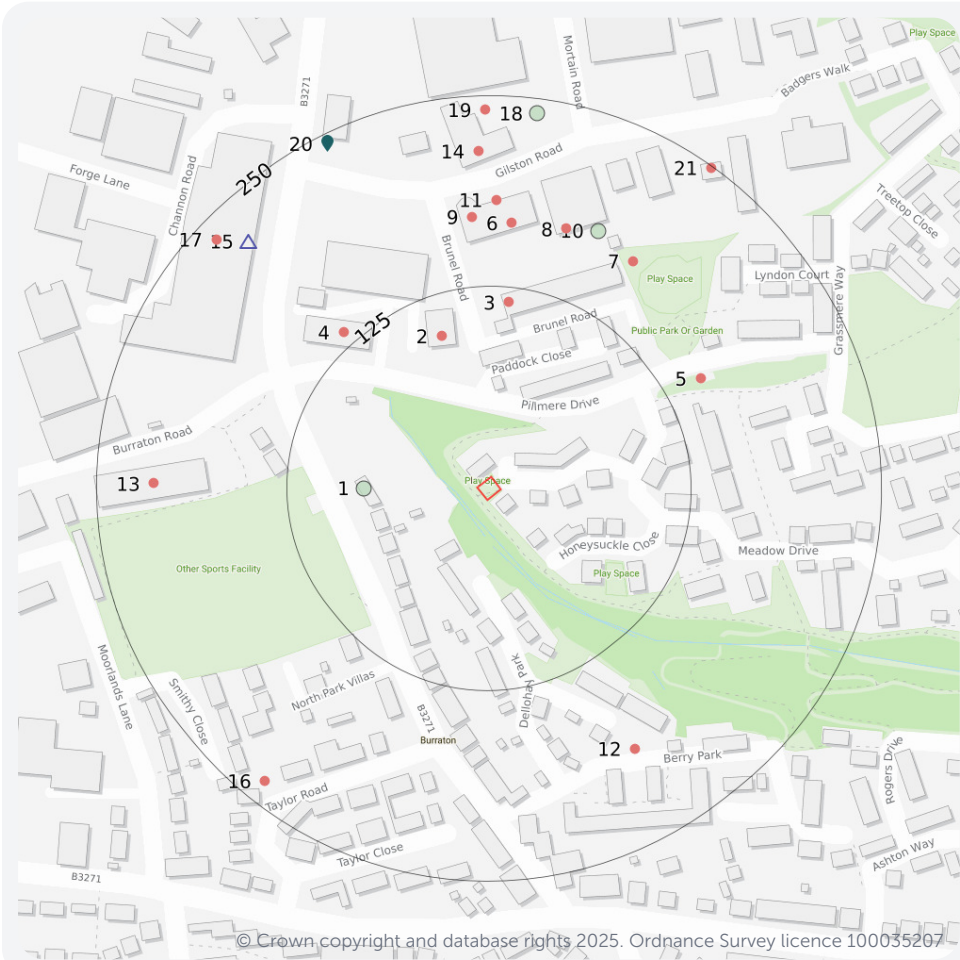 Play Space
B3271
Mortain Road
Badgers Walk
19 18
20
14
Gilston Road
250
Forge Lane
Channon Road
21
Treetop Close
11
9
6
8 10
17 15
Brunel Road
7
Play Space
Lyndon Court
Grassmere Way
3
4
125
2
Brunel Road
Public Park Or Garden
Paddock Close
5
Pillmere Drive
Burraton Road
13
1
Play Space
Honeysuckle Close
Meadow Drive
Other Sports Facility
Play Space
Moorlands Lane
Smithy Close
North Park Villas
Dellohay Park
B3271
Burraton
12
Berry Park
Rogers Drive
16
Taylor Road
Taylor Close
Ashton Way
B3271
© Crown copyright and database rights 2025. Ordnance Survey licence 100035207